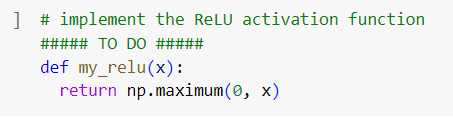 ] # implement the ReLU activation function
##### TO DO #####
def my_relu(x):
  return np.maximum(0, x)